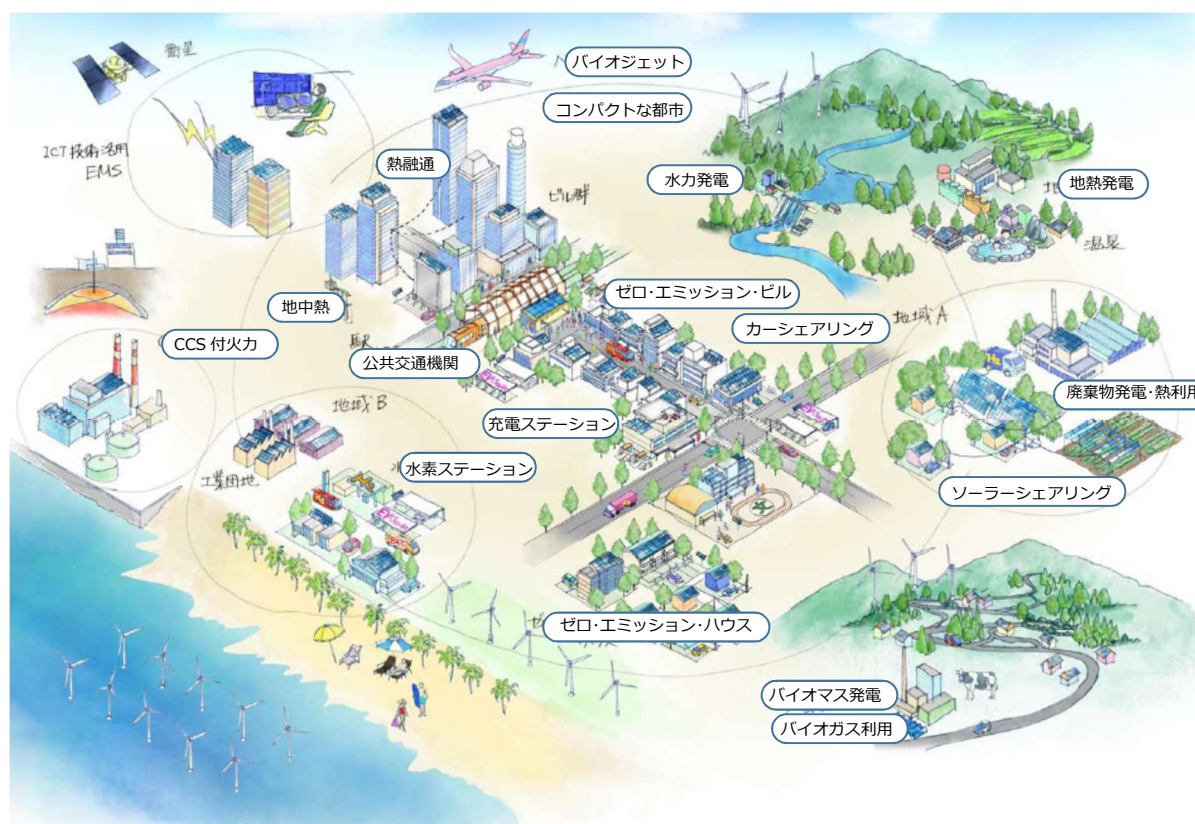 衛星
バイオジェット
コンパクトな都市
ICT技術活用
EMS
熱融通
水力発電
地熱発電
ビル群
温泉
地中熱
ゼロ・エミッション・ビル
カーシェアリング
地域A
CCS 付火力
駅
公共交通機関
H2
廃棄物発電・熱利用
地域B
充電ステーション
水素ステーション
工業団地
ソーラーシェアリング
ゼロ・エミッション・ハウス
バイオマス発電
バイオガス利用